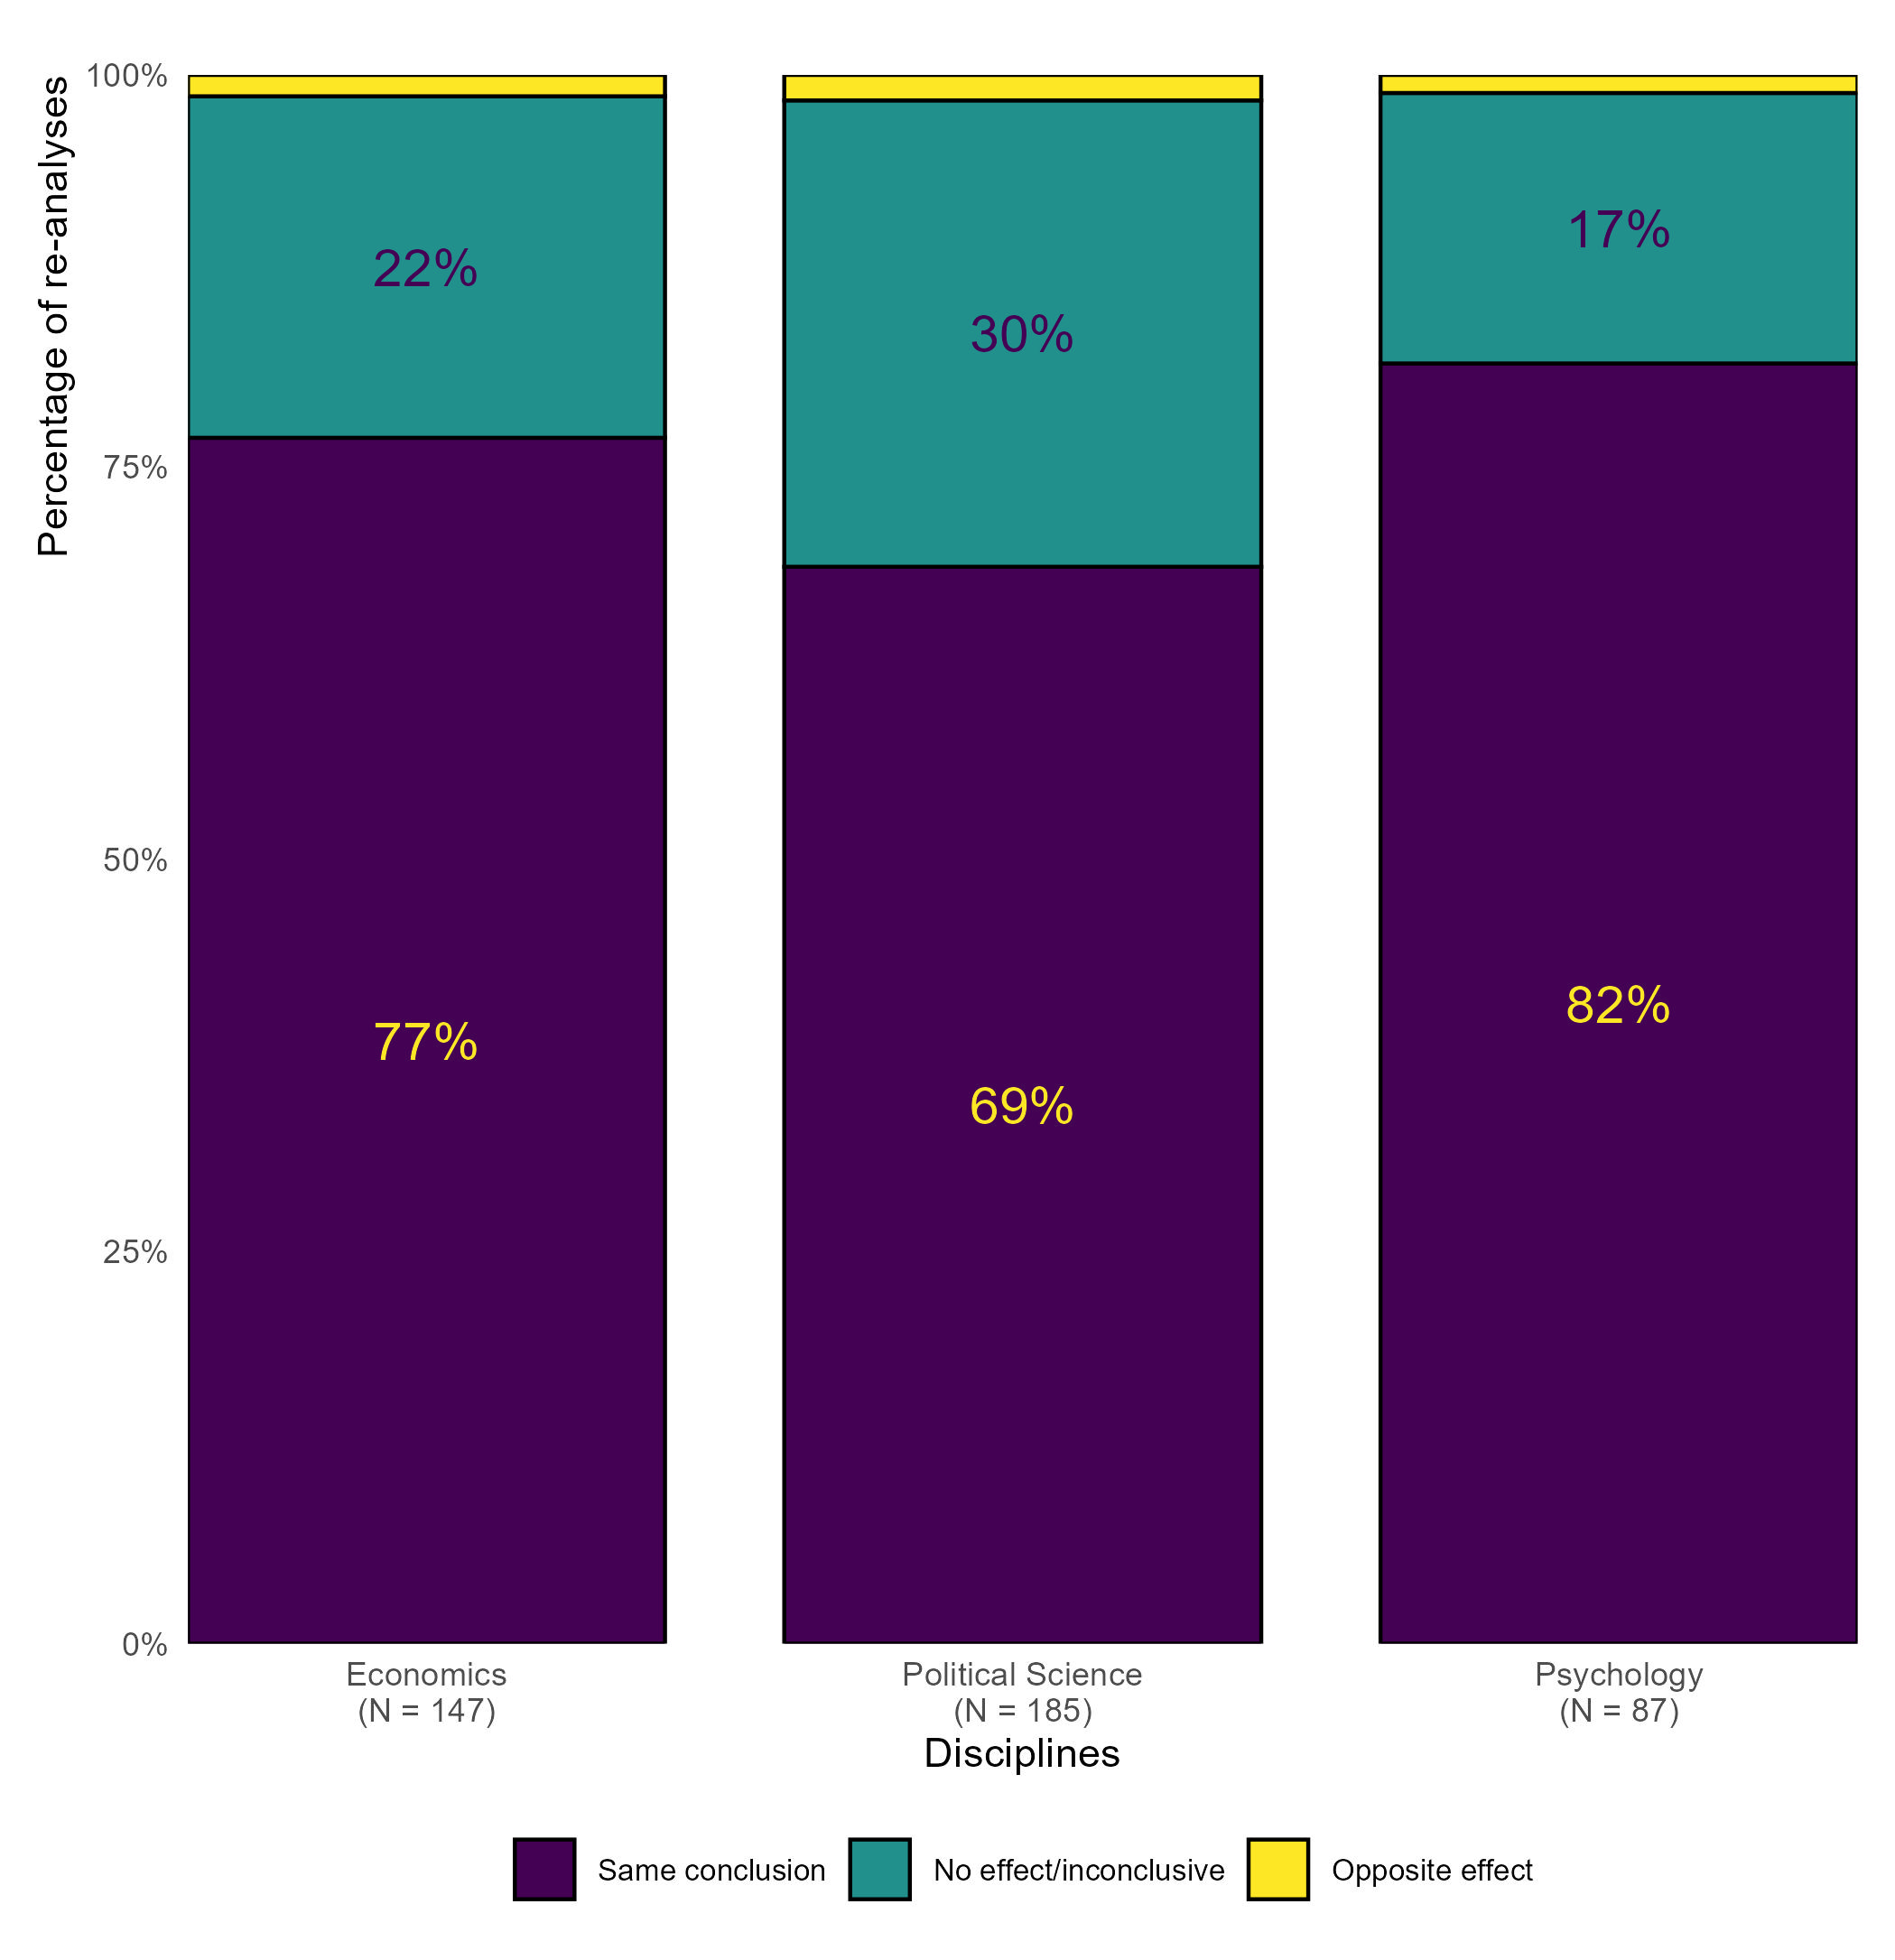 Percentage of re-analyses
100%
75%
50%
25%
0%
22%
77%
30%
69%
17%
82%
Economics
(N = 147)
Political Science
(N = 185)
Psychology
(N = 87)
Disciplines
Same conclusion
No effect/inconclusive
Opposite effect